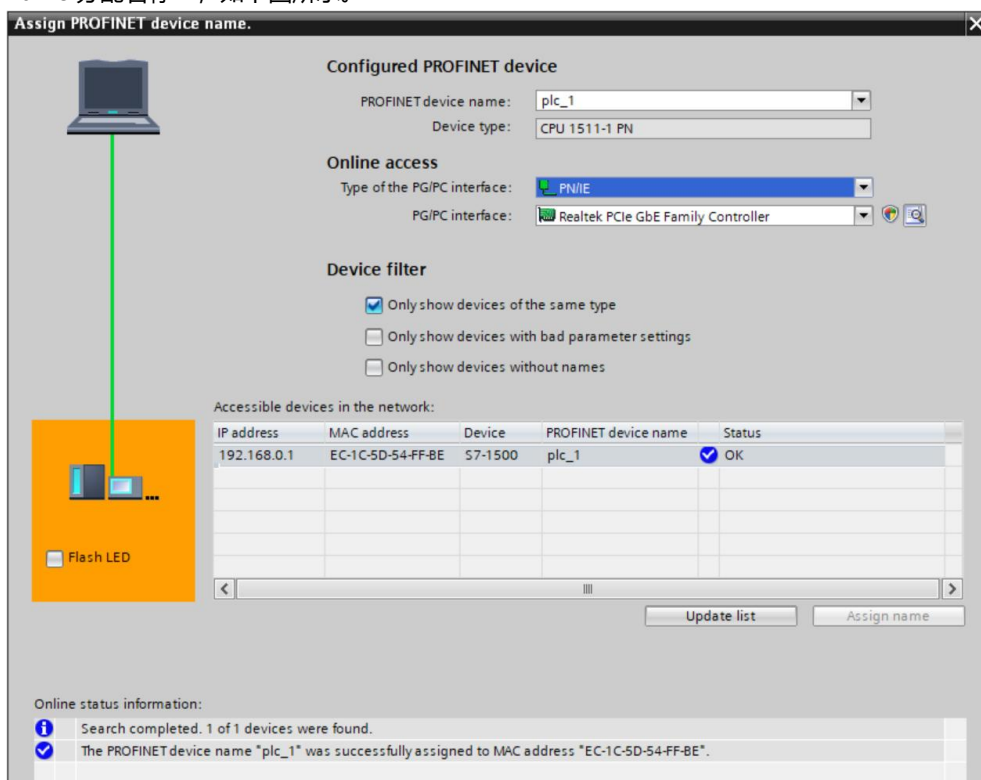 Assign PROFINET device name.
Configured PROFINET device
PROFINET device name: plc_1
Device type: CPU 1511-1 PN
Online access
Type of the PG/PC interface: PN/IE
PG/PC interface: Realtek PCIe GbE Family Controller
Device filter
Only show devices of the same type
Only show devices with bad parameter settings
Only show devices without names
Accessible devices in the network:
IP address MAC address Device PROFINET device name Status
192.168.0.1 EC-1C-5D-54-FF-BE S7-1500 plc_1 OK
Flash LED
Update list Assign name
Online status information:
Search completed. 1 of 1 devices were found.
The PROFINET device name "plc_1" was successfully assigned to MAC address "EC-1C-5D-54-FF-BE".